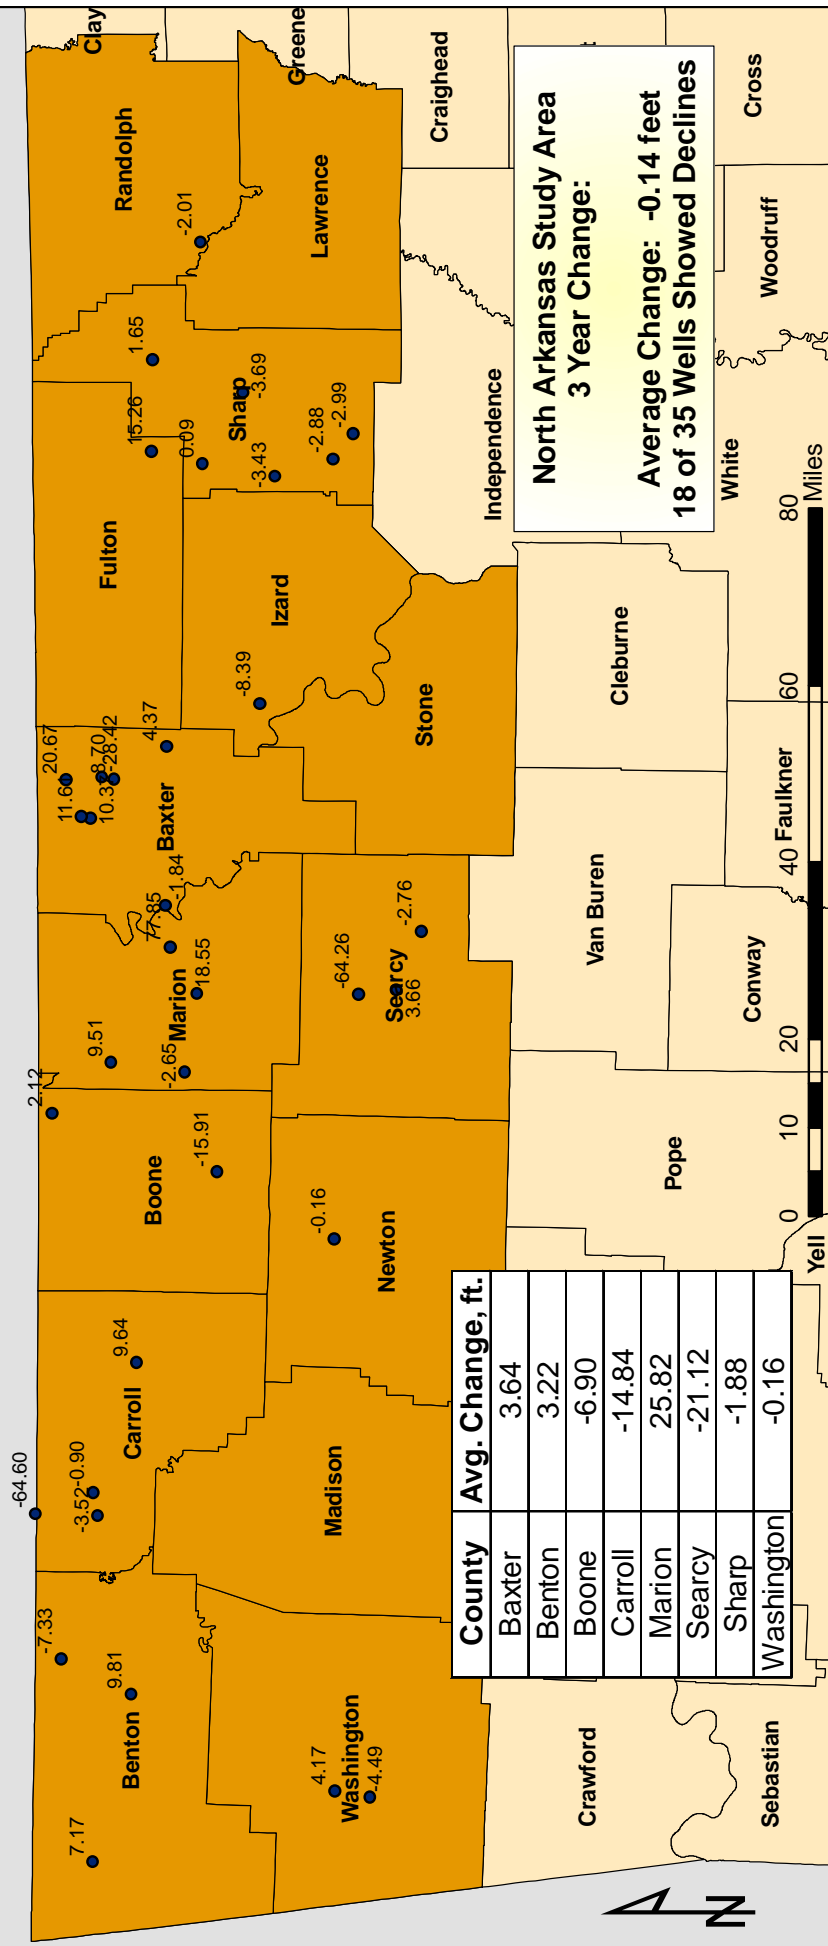 -64.60
2.12
Clay
-7.33
20.67
7.17
-3.52
-0.90
9.51
8.70
-28.42
10.37
Randolph
Benton
9.81
Carroll
9.64
Boone
Fulton
15.26
1.65
77.85
4.37
Baxter
-1.84
Marion
-2.65
18.55
0.09
-2.01
-15.91
Sharp
-3.69
-3.43
Izard
-8.39
Greene
Lawrence
Washington
4.17
-4.49
Madison
-0.16
Newton
-64.26
Searcy
3.66
-2.76
-2.88
-2.99
Stone
Craighead
Independence
Crawford
Van Buren
Cleburne
County Avg. Change, ft.
Baxter 3.64
Benton 3.22
Boone -6.90
Carroll -14.84
Marion 25.82
Searcy -21.12
Sharp -1.88
Washington -0.16
North Arkansas Study Area
3 Year Change:
Average Change: -0.14 feet
18 of 35 Wells Showed Declines
Pope
Conway
White
Woodruff
Cross
Sebastian
Faulkner
Yell
0 10 20 40 60 80
Miles
N